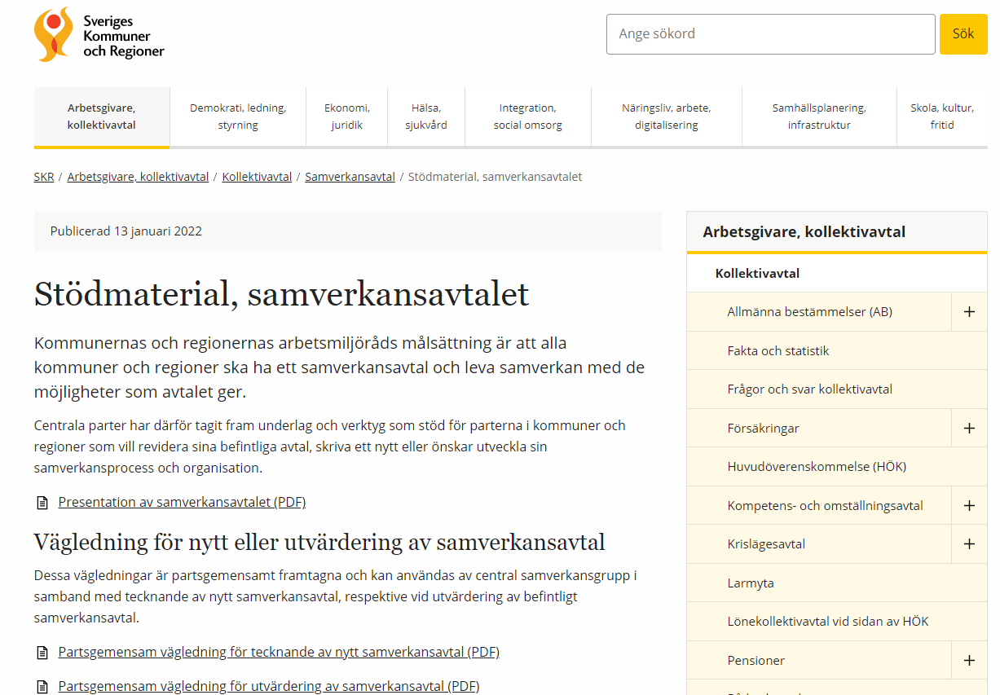 Sveriges
Kommuner
och Regioner
Ange sökord
Sök
Arbetsgivare,
kollektivavtal
Demokrati, ledning,
styrning
Ekonomi,
juridik
Hälsa,
sjukvård
Integration,
social omsorg
Näringsliv, arbete,
digitalisering
Samhällsplanering,
infrastruktur
Skola, kultur,
fritid
SKR / Arbetsgivare, kollektivavtal / Kollektivavtal / Samverkansavtal / Stödmaterial, samverkansavtalet
Publicerad 13 januari 2022
Stödmaterial, samverkansavtalet
Kommunernas och regionernas arbetsmiljöråds målsättning är att alla
kommuner och regioner ska ha ett samverkansavtal och leva samverkan med de
möjligheter som avtalet ger.
Centrala parter har därför tagit fram underlag och verktyg som stöd för parterna i kommuner och
regioner som vill revidera sina befintliga avtal, skriva ett nytt eller önskar utveckla sin
samverkansprocess och organisation.
Presentation av samverkansavtalet (PDF)
Vägledning för nytt eller utvärdering av samverkansavtal
Dessa vägledningar är partsgemensamt framtagna och kan användas av central samverkansgrupp i
samband med tecknande av nytt samverkansavtal, respektive vid utvärdering av befintligt
samverkansavtal.
Partsgemensam vägledning för tecknande av nytt samverkansavtal (PDF)
Partsgemensam vägledning för utvärdering av samverkansavtal (PDF)
Arbetsgivare, kollektivavtal
Kollektivavtal
Allmänna bestämmelser (AB) +
Fakta och statistik
Frågor och svar kollektivavtal
Försäkringar +
Huvudöverenskommelse (HÖK)
Kompetens- och omställningsavtal +
Krislägesavtal +
Larmyta
Lönekollektivavtal vid sidan av HÖK
Pensioner +